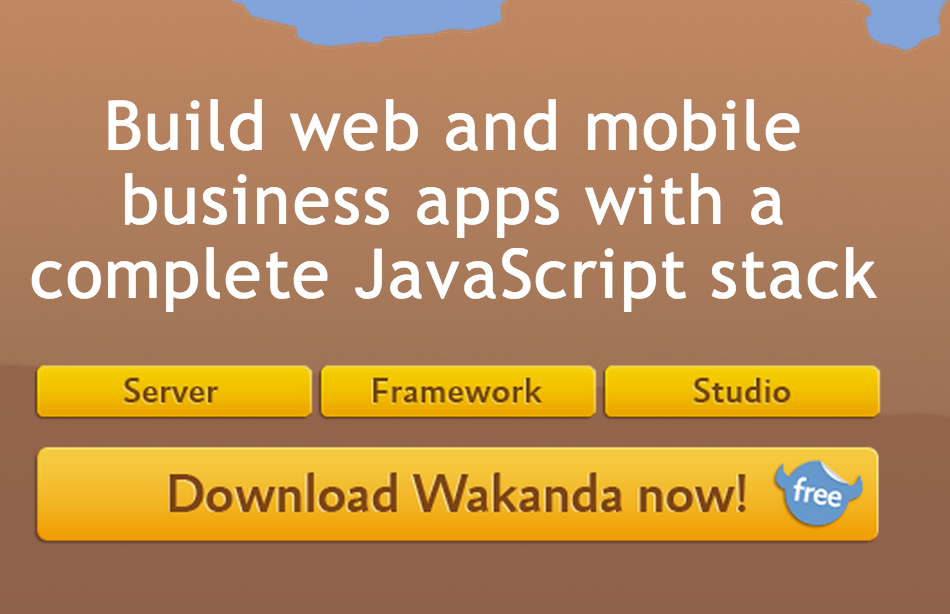 Build web and mobile
business apps with a
complete JavaScript stack
Server Framework Studio
Download Wakanda now! free